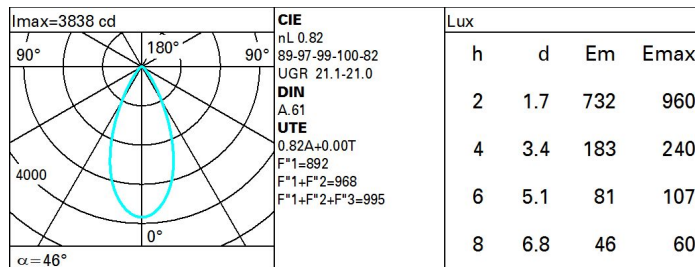 Imax=3838 cd
90°
180°
90°
4000
0°
α=46°
CIE
nL 0.82
89-97-99-100-82
UGR 21.1-21.0
DIN
A.61
UTE
0.82A+0.00T
F"1=892
F"1+F"2=968
F"1+F"2+F"3=995
Lux
h d Em Emax
2 1.7 732 960
4 3.4 183 240
6 5.1 81 107
8 6.8 46 60